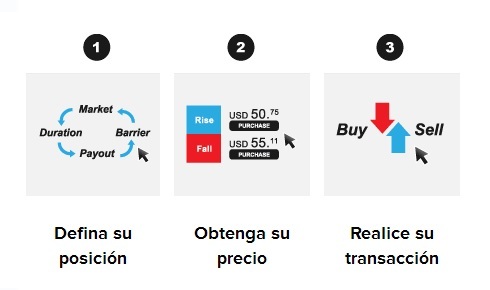 1
2
3
Market
Duration
Barrier
Payout
Rise
USD 50.75
PURCHASE
Fall
USD 55.11
PURCHASE
Buy
Sell
Defina su
posición
Obtenga su
precio
Realice su
transacción